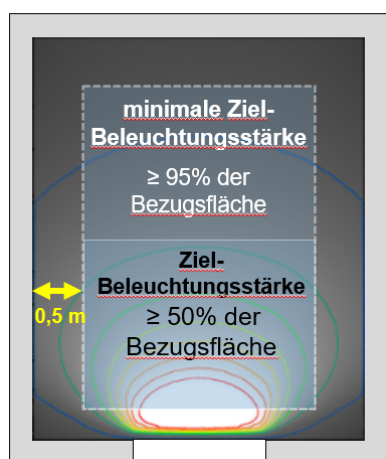 minimale Ziel-
Beleuchtungsstärke
≥ 95% der
Bezugsfläche
Ziel-
Beleuchtungsstärke
0,5 m
≥ 50% der
Bezugsfläche